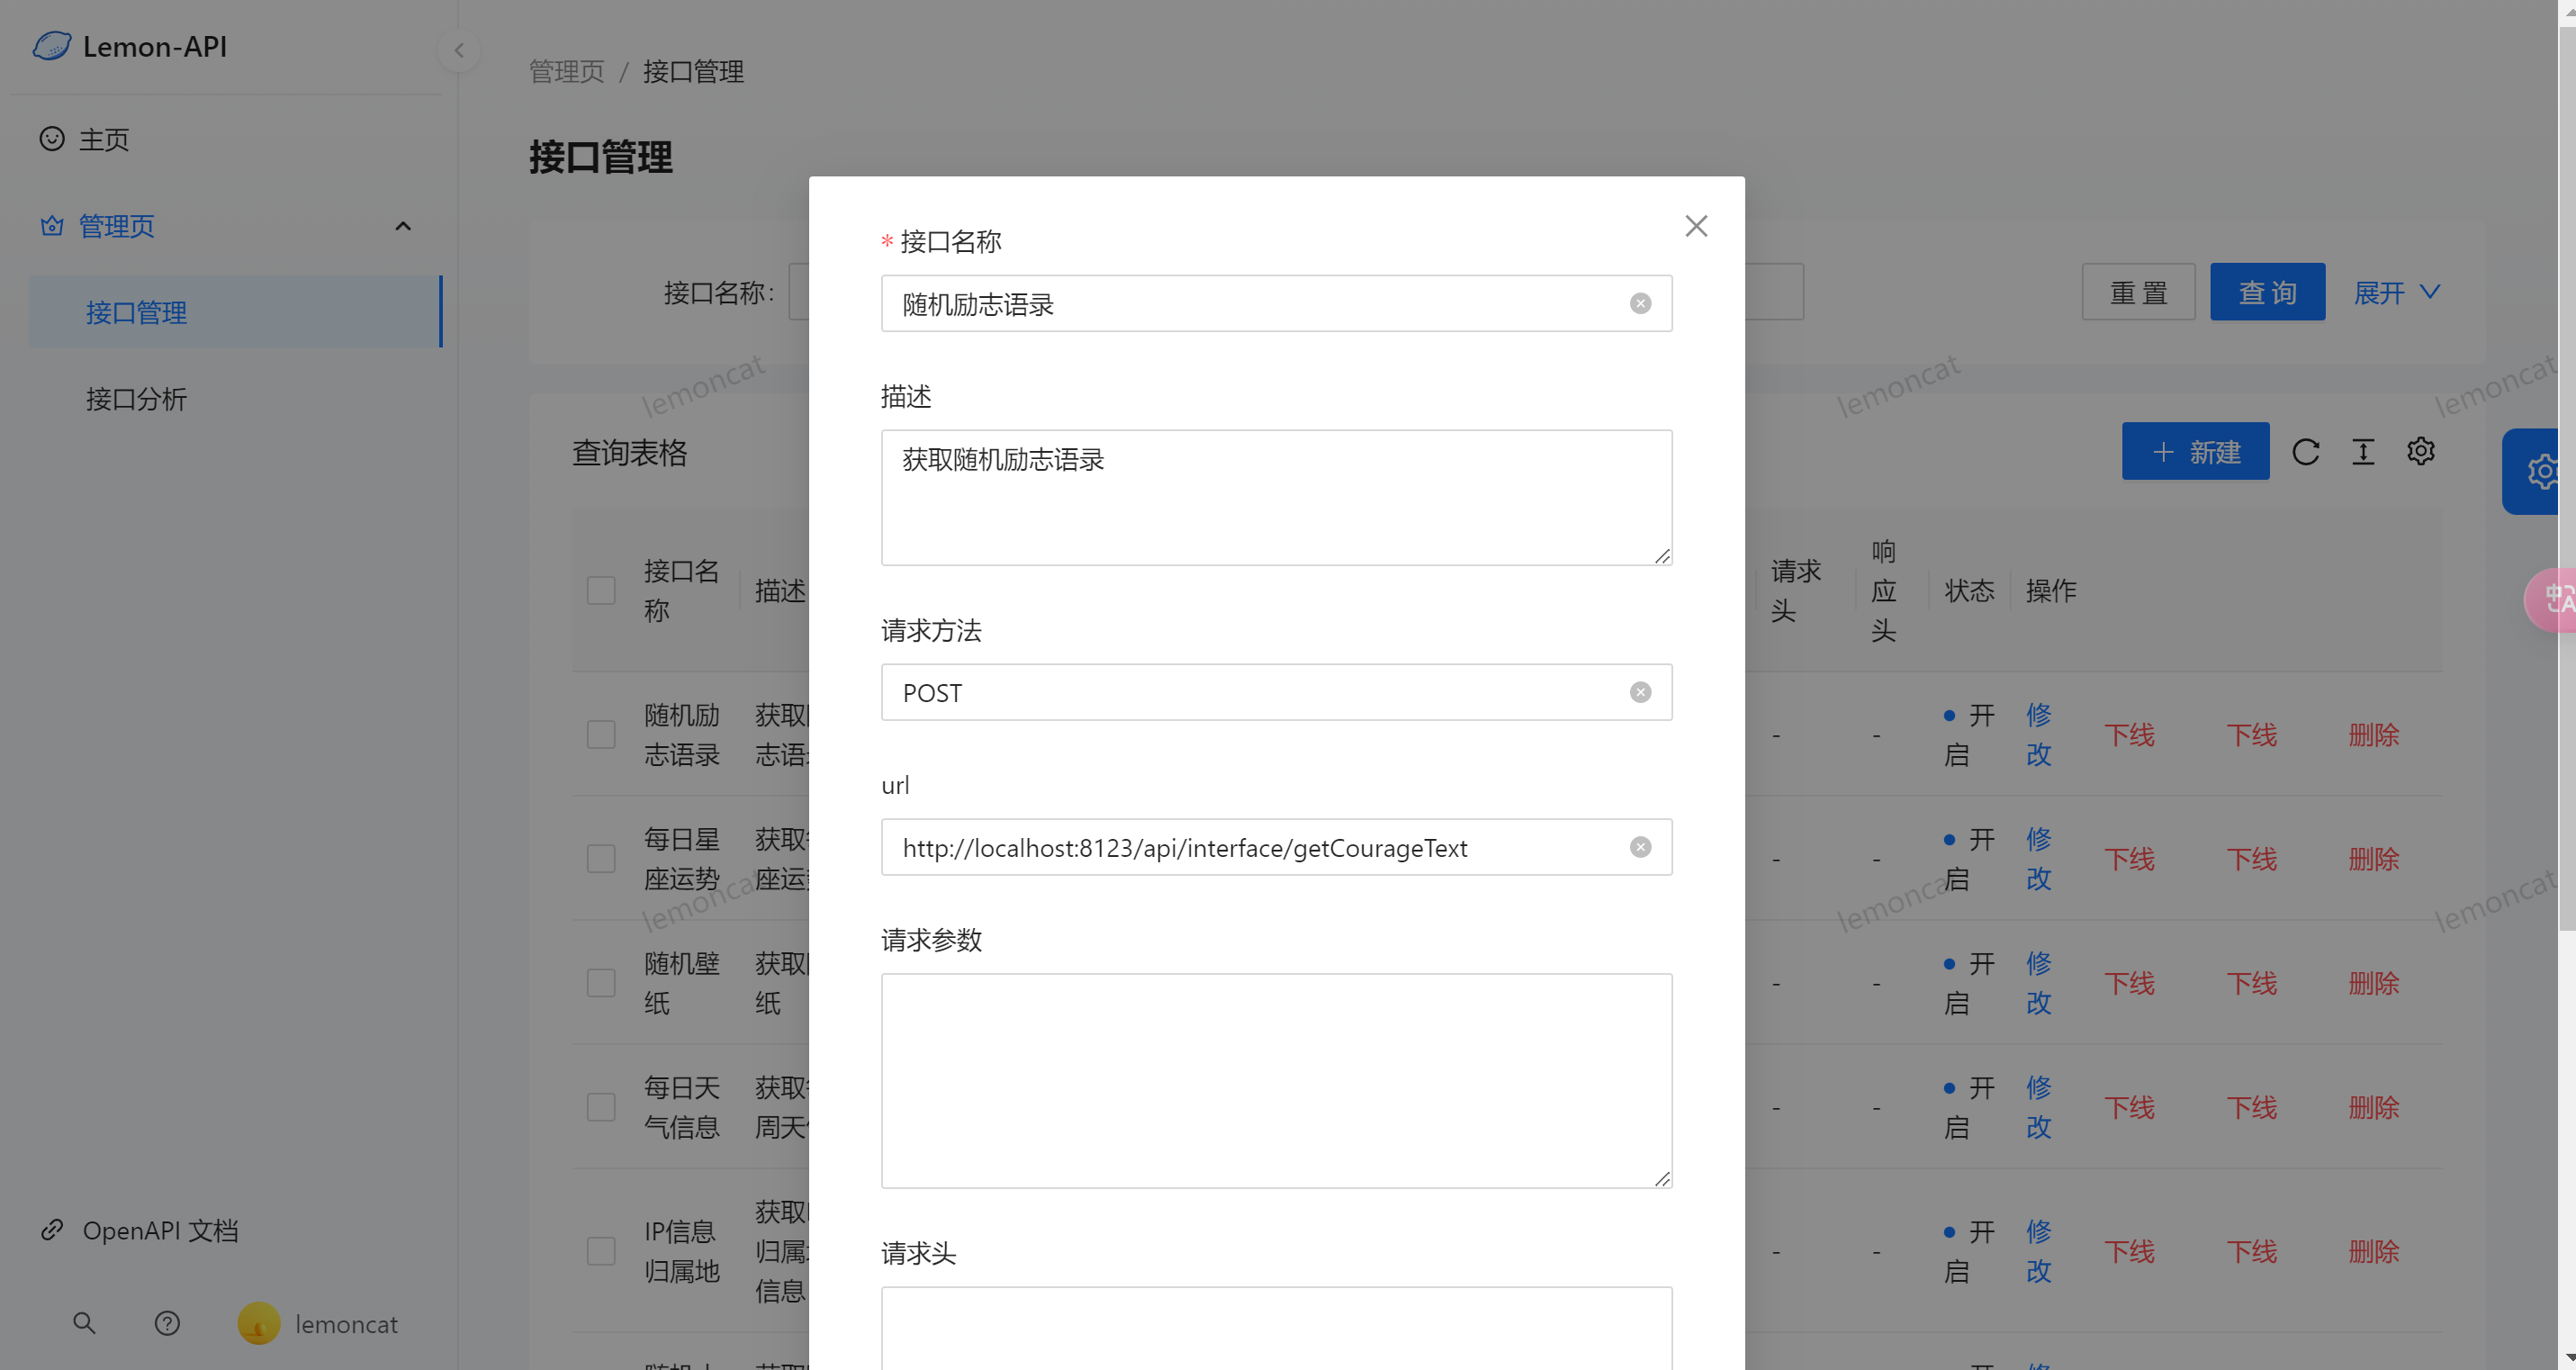 Lemon-API
主页
管理页
接口管理
接口分析
OpenAPI 文档
lemoncat
管理页 / 接口管理
接口管理
接口名称:
重 置
查 询
展开
查询表格
新建
接口名
称
描述
请求
头
响
应
头
状态
操作
随机励
志语录
获取
志语
-
-
开
启
修
改
下线
下线
删除
每日星
座运势
获取
座运
-
-
开
启
修
改
下线
下线
删除
随机壁
纸
获取
纸
-
-
开
启
修
改
下线
下线
删除
每日天
气信息
获取
周天
-
-
开
启
修
改
下线
下线
删除
IP信息
归属地
获取
归属
信息
-
-
开
启
修
改
下线
下线
删除
* 接口名称
随机励志语录
描述
获取随机励志语录
请求方法
POST
url
http://localhost:8123/api/interface/getCourageText
请求参数
请求头
lemoncat
lemoncat
lemoncat
lemoncat
lemoncat
lemoncat